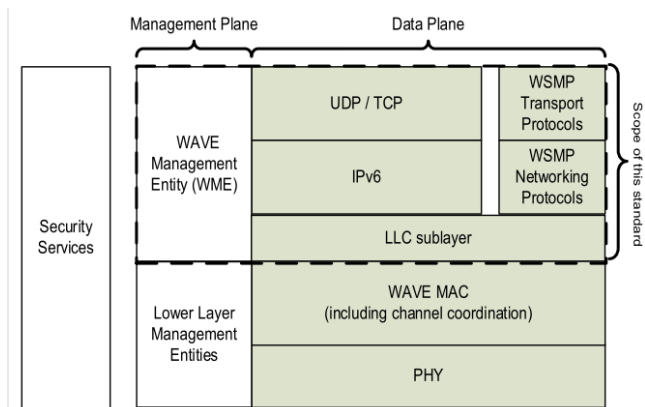 Management Plane
Data Plane
UDP / TCP
WSMP
Transport
Protocols
WAVE
Management
Entity (WME)
IPv6
WSMP
Networking
Protocols
Scope of this standard
Security
Services
LLC sublayer
WAVE MAC
(including channel coordination)
Lower Layer
Management
Entities
PHY